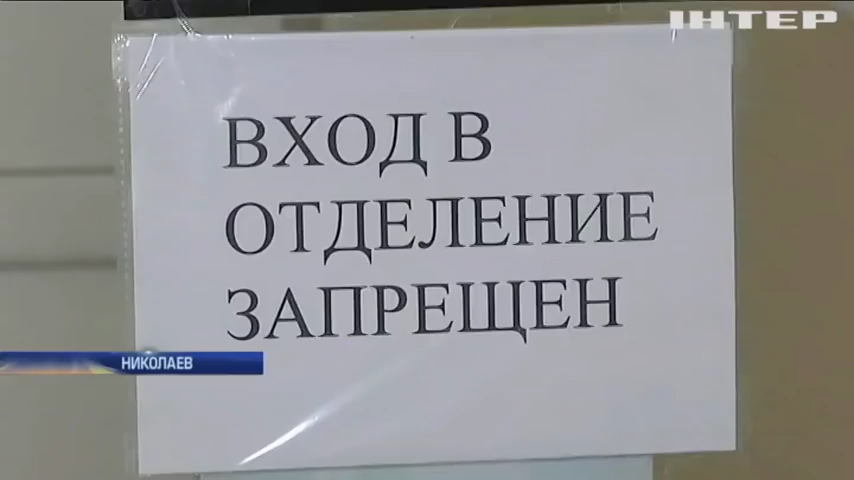 ІНТЕР
ВХОД В
ОТДЕЛЕНИЕ
ЗАПРЕЩЕН
НИКОЛАЕВ